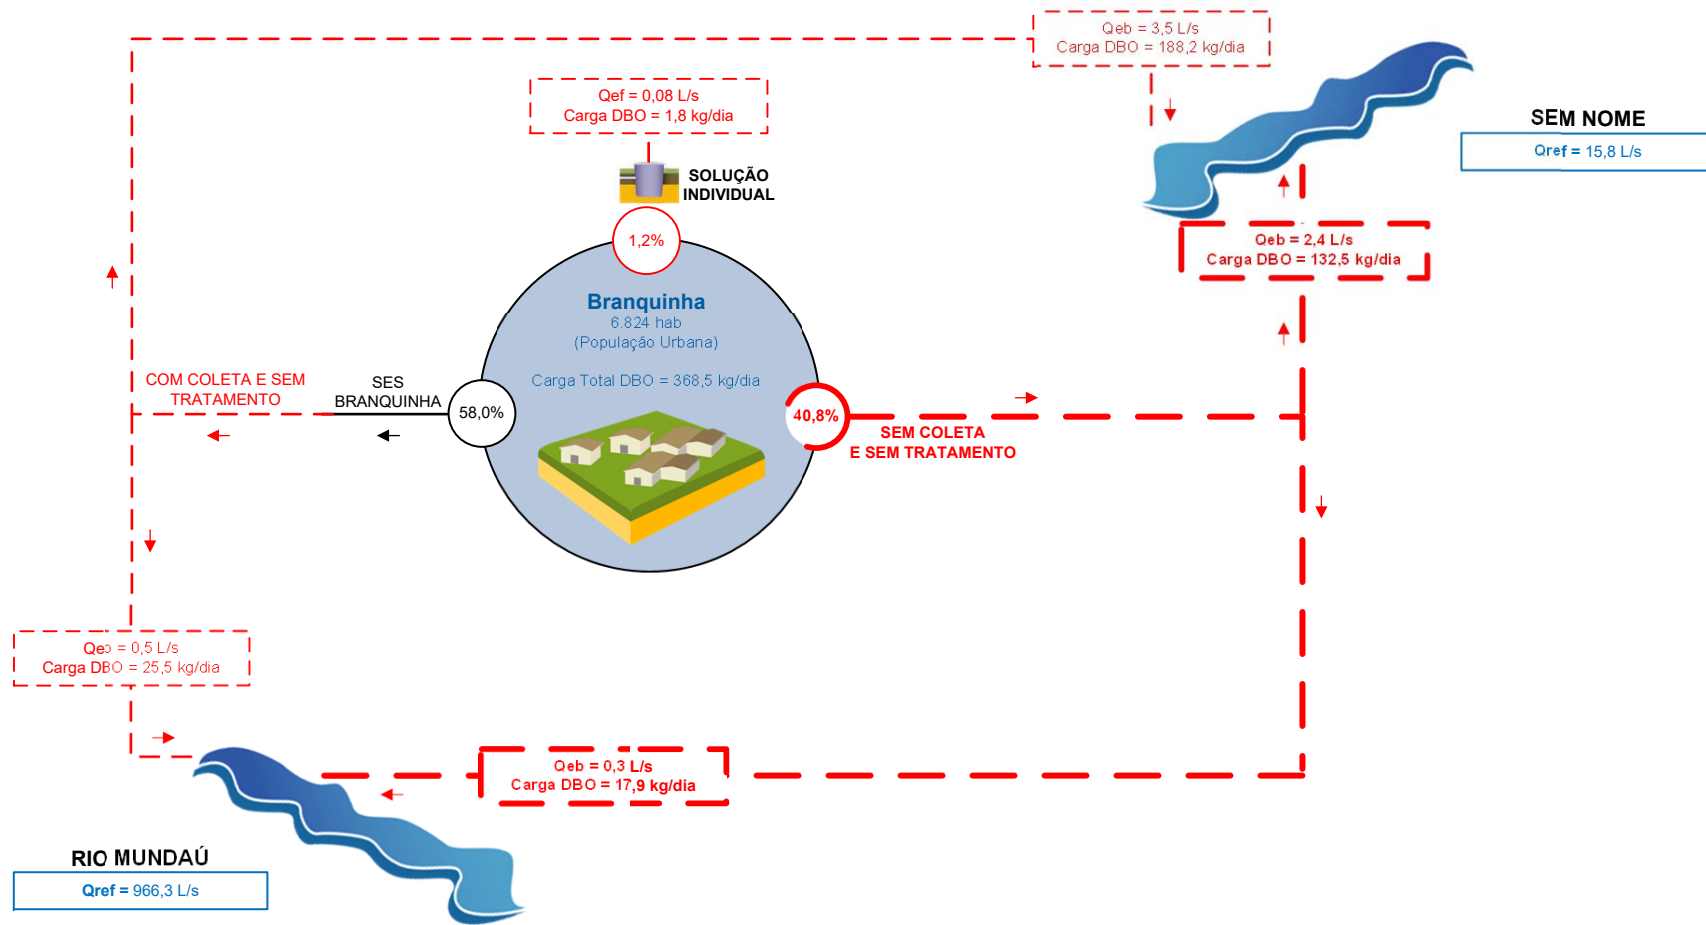 Qeb = 3,5 L/s
Carga DBO = 188,2 kg/dia
Qef = 0,08 L/s
Carga DBO = 1,8 kg/dia
SEM NOME
Qref = 15,8 L/s
SOLUÇÃO
INDIVIDUAL
1,2%
Qeb = 2,4 L/s
Carga DBO = 132,5 kg/dia
Branquinha
6.824 hab
(População Urbana)
Carga Total DBO = 368,5 kg/dia
COM COLETA E SEM
TRATAMENTO
SES
BRANQUINHA
58,0%
40,8%
SEM COLETA
E SEM TRATAMENTO
Qeb = 0,5 L/s
Carga DBO = 25,5 kg/dia
Qeb = 0,3 L/s
Carga DBO = 17,9 kg/dia
RIO MUNDAÚ
Qref = 966,3 L/s